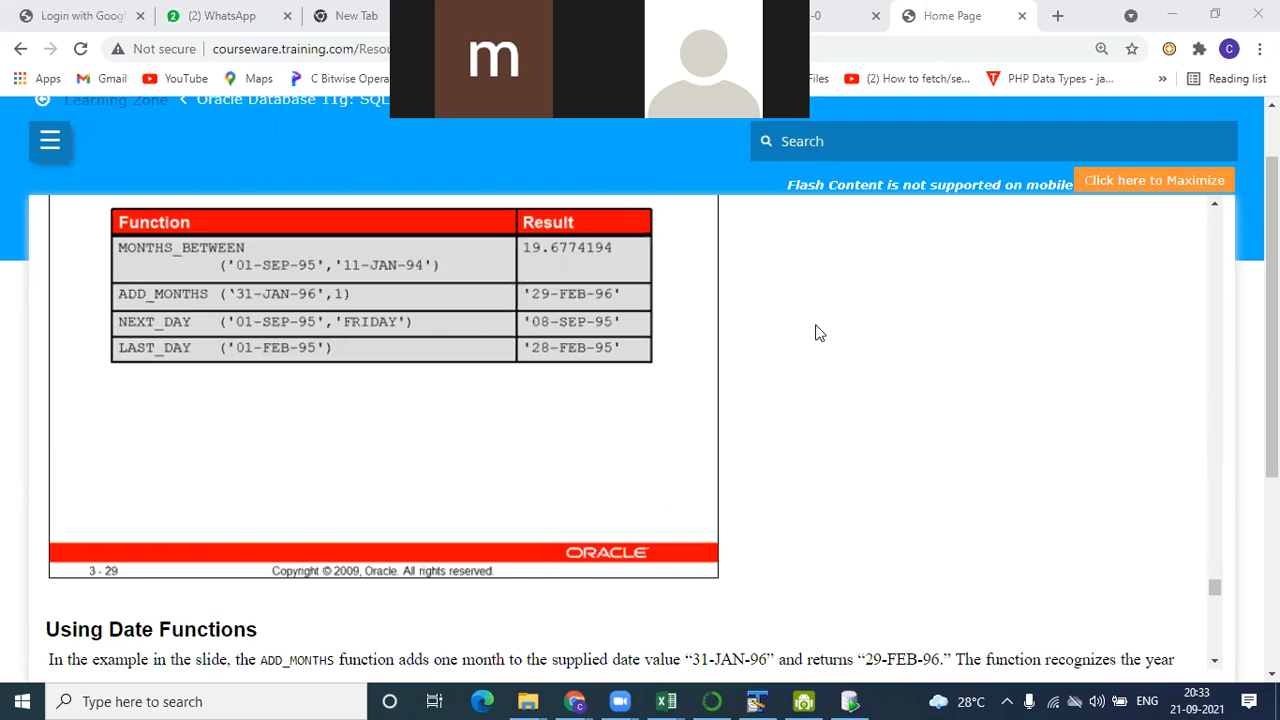 Login with Goog
(2) WhatsApp
New Tab
-0
Home Page
Not secure
courseware.training.com/Resou
Apps
Gmail
YouTube
Maps
C Bitwise Opera
Files
(2) How to fetch/se...
PHP Data Types - ja...
»
Reading list
C
m
Learning Zone
Oracle Database 11g: SQL
Search
Flash Content is not supported on mobile
Click here to Maximize
Function Result
MONTHS_BETWEEN 19.6774194
('01-SEP-95','11-JAN-94')
ADD_MONTHS ('31-JAN-96',1) '29-FEB-96'
NEXT_DAY ('01-SEP-95','FRIDAY') '08-SEP-95'
LAST_DAY ('01-FEB-95') '28-FEB-95'
ORACLE
3 - 29 Copyright © 2009, Oracle. All rights reserved.
Using Date Functions
In the example in the slide, the ADD_MONTHS function adds one month to the supplied date value “31-JAN-96” and returns “29-FEB-96.” The function recognizes the year
Type here to search
28°C
ENG
20:33
21-09-2021